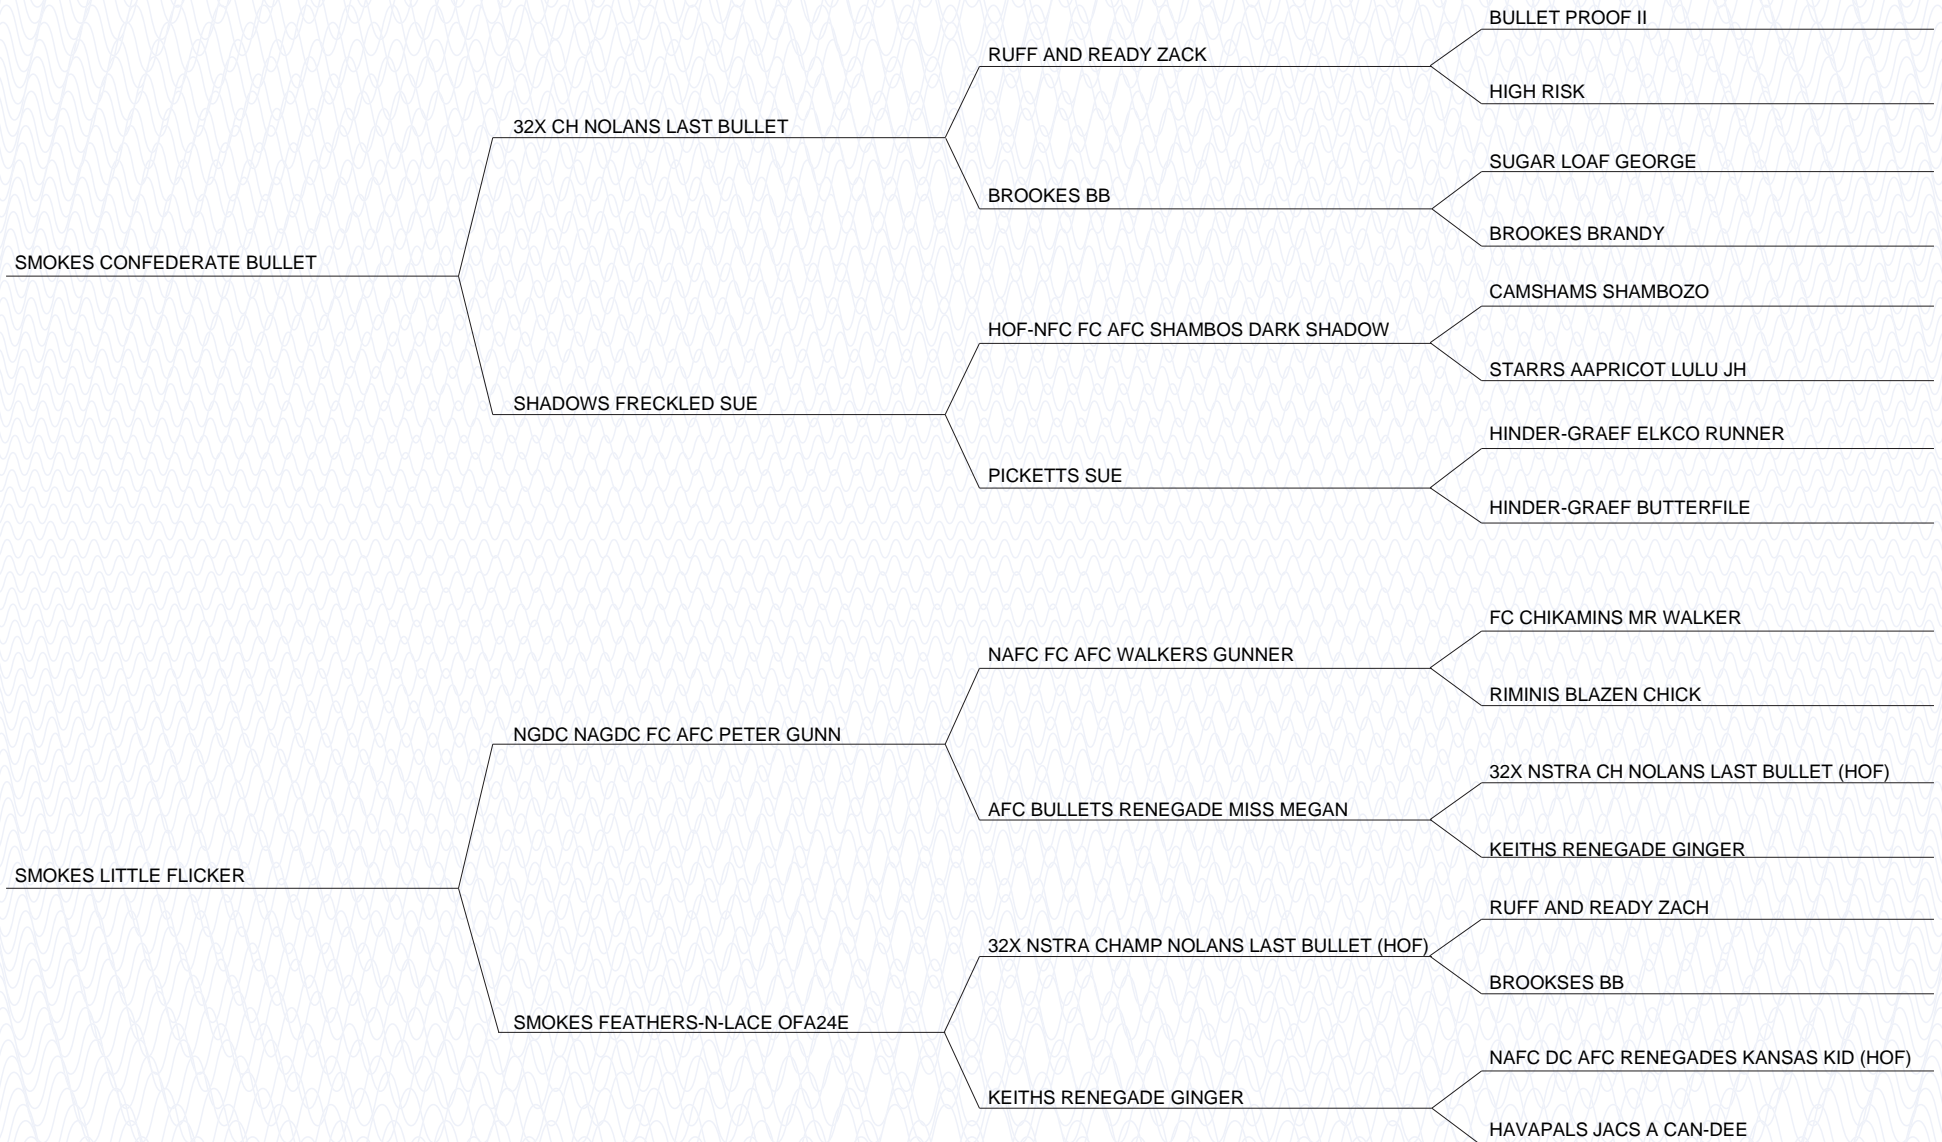 BULLET PROOF II
RUFF AND READY ZACK
HIGH RISK
32X CH NOLANS LAST BULLET
SUGAR LOAF GEORGE
BROOKES BB
BROOKES BRANDY
SMOKES CONFEDERATE BULLET
CAMSHAMS SHAMBOZO
HOF-NFC FC AFC SHAMBOS DARK SHADOW
STARRS AAPRICOT LULU JH
SHADOWS FRECKLED SUE
HINDER-GRAEF ELKCO RUNNER
PICKETTS SUE
HINDER-GRAEF BUTTERFILE
FC CHIKAMINS MR WALKER
NAFC FC AFC WALKERS GUNNER
RIMINIS BLAZEN CHICK
NGDC NAGDC FC AFC PETER GUNN
32X NSTRA CH NOLANS LAST BULLET (HOF)
AFC BULLETS RENEGADE MISS MEGAN
KEITHS RENEGADE GINGER
SMOKES LITTLE FLICKER
RUFF AND READY ZACH
32X NSTRA CHAMP NOLANS LAST BULLET (HOF)
BROOKSES BB
SMOKES FEATHERS-N-LACE OFA24E
NAFC DC AFC RENEGADES KANSAS KID (HOF)
KEITHS RENEGADE GINGER
HAVAPALS JACS A CAN-DEE